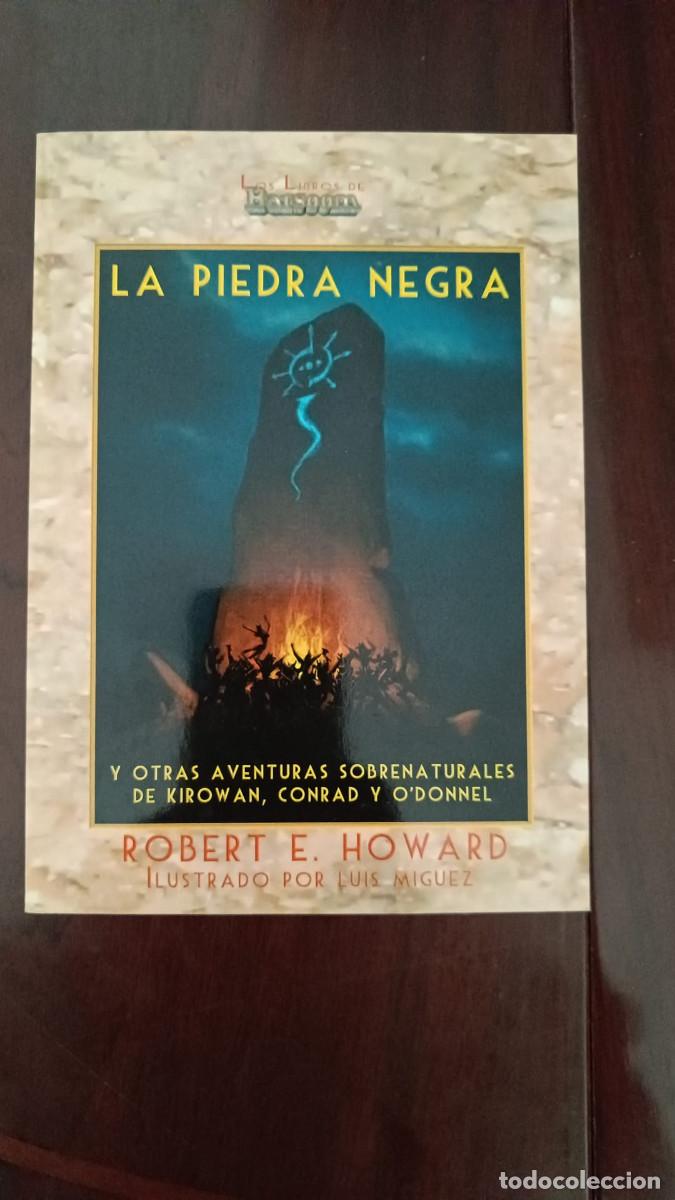 Los Libros de
Barsoom
LA PIEDRA NEGRA
Y OTRAS AVENTURAS SOBRENATURALES
DE KIROWAN, CONRAD Y O'DONNEL
ROBERT E. HOWARD
ILUSTRADO POR LUIS MIGUEZ
todocoleccion